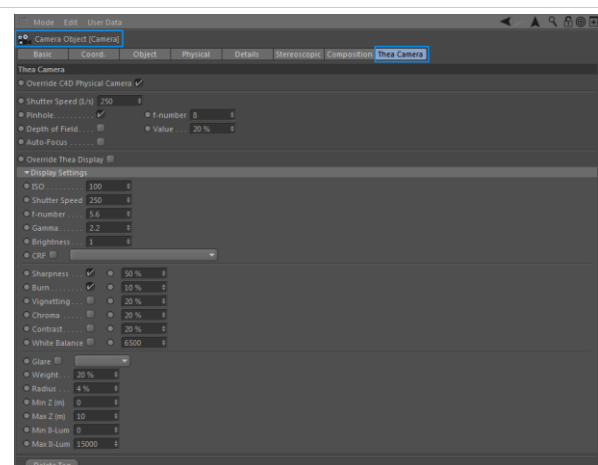 Mode Edit User Data
Camera Object [Camera]
Basic Coord. Object Physical Details Stereoscopic Composition Thea Camera
Thea Camera
Override C4D Physical Camera
Shutter Speed (1/s) 250
Pinhole. . . . . . . . . . f-number 8
Depth of Field. . . . Value . . . 20 %
Auto-Focus . . . . . .
Override Thea Display
Display Settings
ISO . . . . . . . . . 100
Shutter Speed 250
f-number . . . . 5.6
Gamma. . . . . . 2.2
Brightness . . . 1
CRF
Sharpness . . . 50 %
Burn. . . . . . . . 10 %
Vignetting . . . 20 %
Chroma . . . . . 20 %
Contrast. . . . . 20 %
White Balance 6500
Glare
Weight. . . 20 %
Radius . . . 4 %
Min Z (m) 0
Max Z (m) 10
Min B-Lum 0
Max B-Lum 15000
Delete Tag